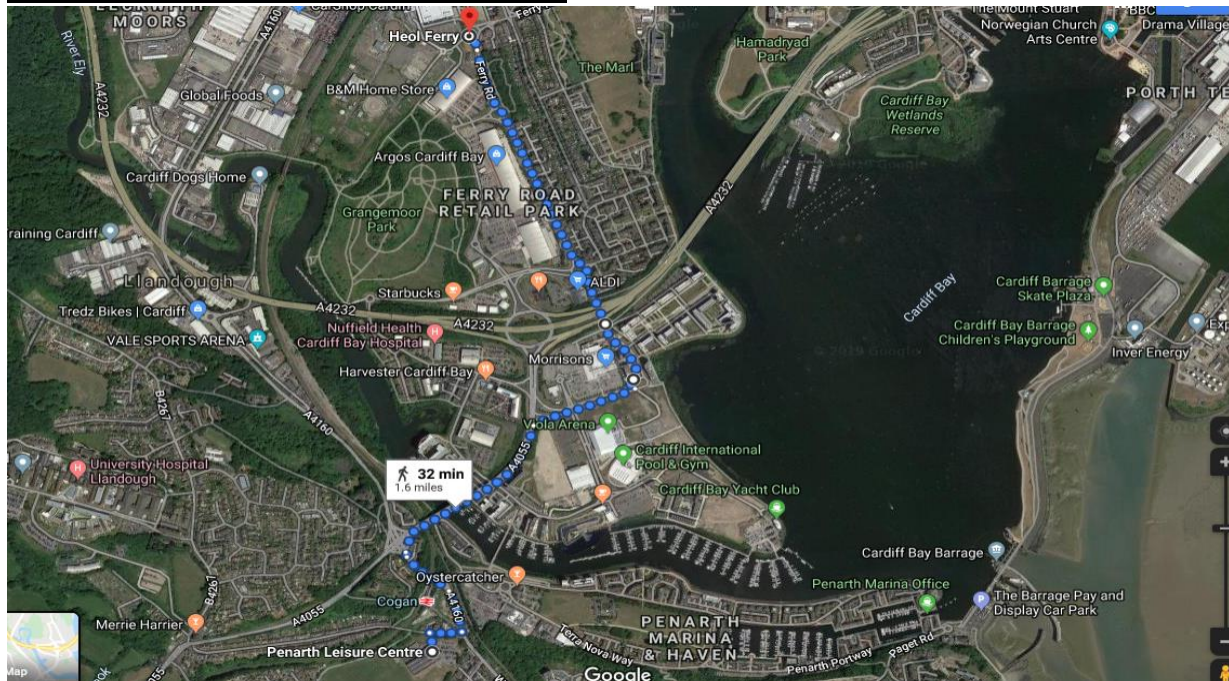 LECKWITH
MOORS
A4160
CarShop Cardiff
Ferry
The Mount Stuart
BBC
Norwegian Church
Arts Centre
Drama Village
Heol Ferry
River Ely
A4232
Hamadryad
Park
The Marl
Ferry Rd
Global Foods
B&M Home Store
PORTH TE
Cardiff Bay
Wetlands
Reserve
Argos Cardiff Bay
Cardiff Dogs Home
FERRY ROAD
RETAIL PARK
A4232
Grangemoor
Park
raining Cardiff
Llandough
Starbucks
ALDI
Cardiff Bay
Cardiff Barrage
Skate Plaza
Tredz Bikes | Cardiff
A4232
A4232
Nuffield Health
Cardiff Bay Hospital
Cardiff Bay Barrage
Children's Playground
VALE SPORTS ARENA
Morrisons
Inver Energy
Harvester Cardiff Bay
B4267
A4160
Viola Arena
A4055
Cardiff International
Pool & Gym
University Hospital
Llandough
32 min
1.6 miles
Cardiff Bay Yacht Club
Cardiff Bay Barrage
Oystercatcher
Penarth Marina Office
B4267
Cogan
A4160
The Barrage Pay and
Display Car Park
Merrie Harrier
A4055
PENARTH
MARINA
& HAVEN
Terra Nova Way
Paget Rd
Penarth Leisure Centre
Penarth Portway
Google
Map